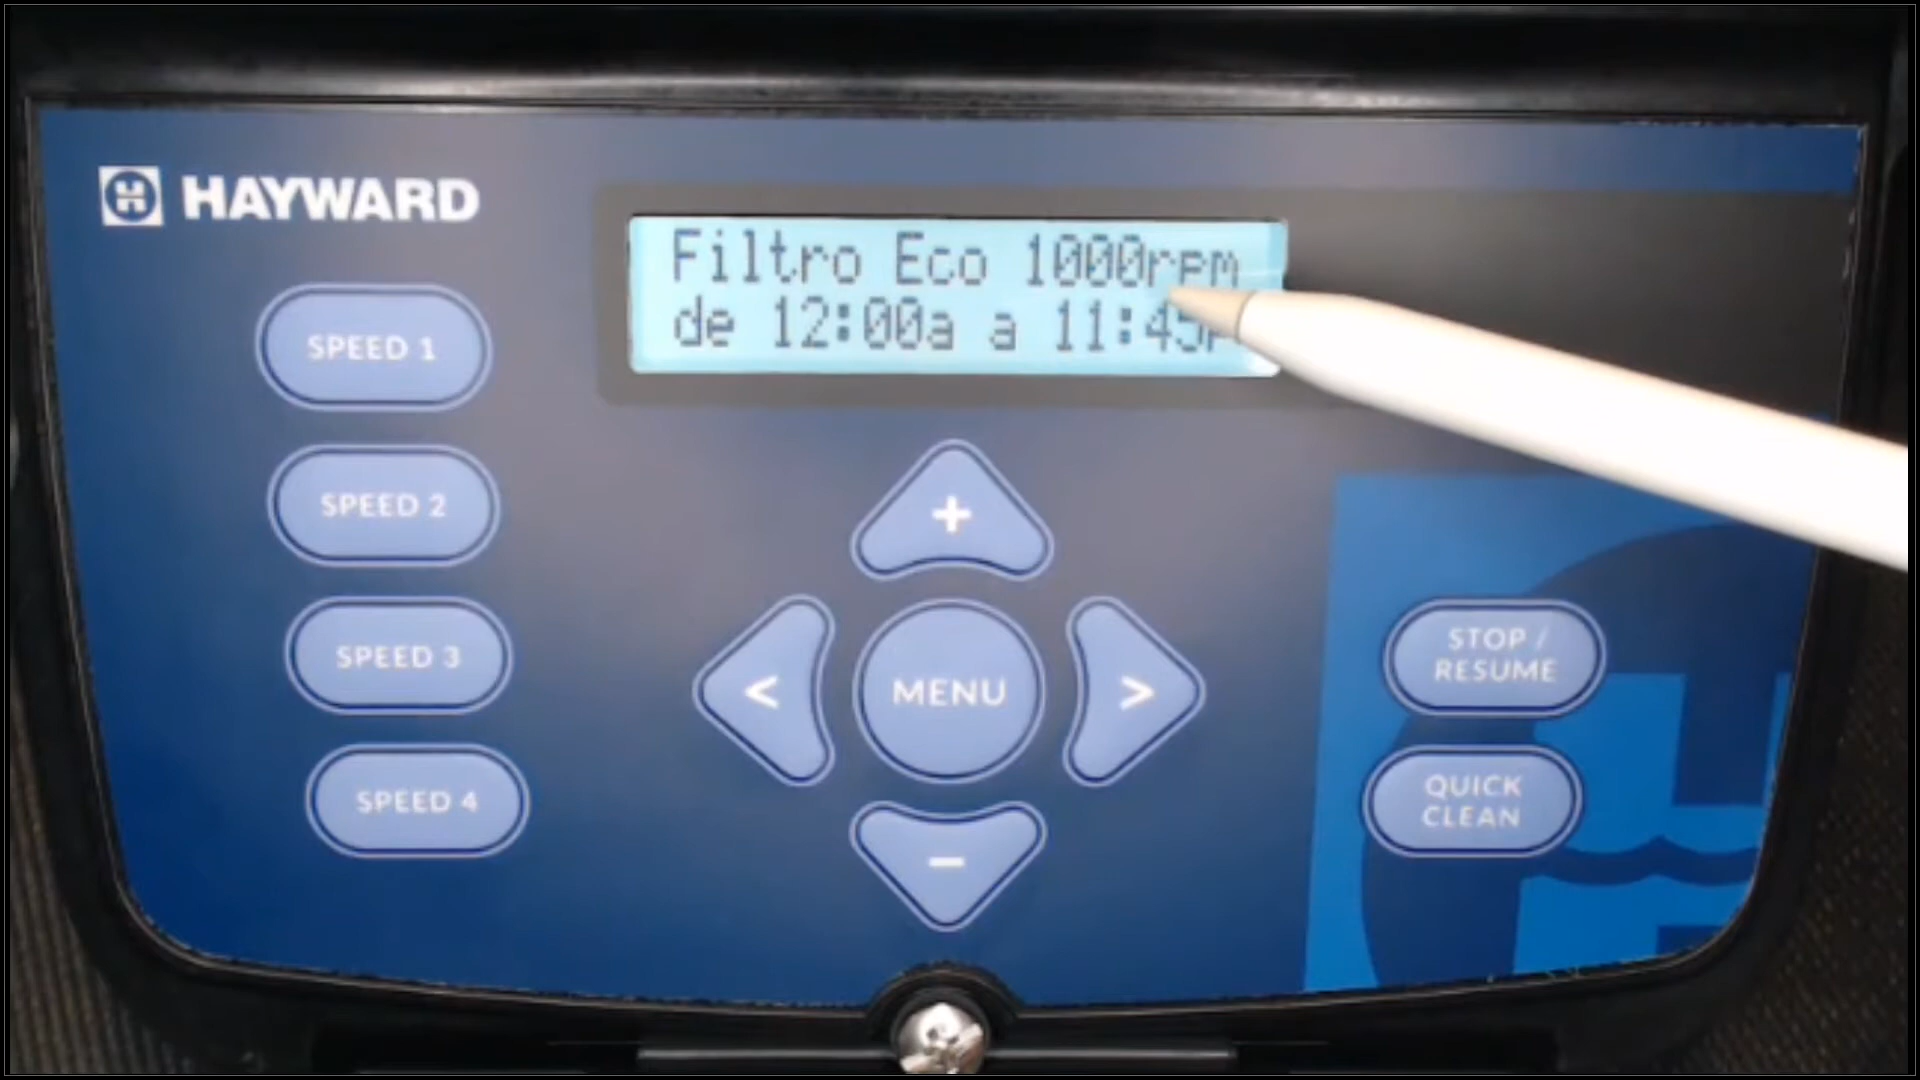 HAYWARD
Filtro Eco 1000rpm
de 12:00a a 11:45
SPEED 1
SPEED 2
SPEED 3
SPEED 4
+
<
MENU
>
-
STOP /
RESUME
QUICK
CLEAN